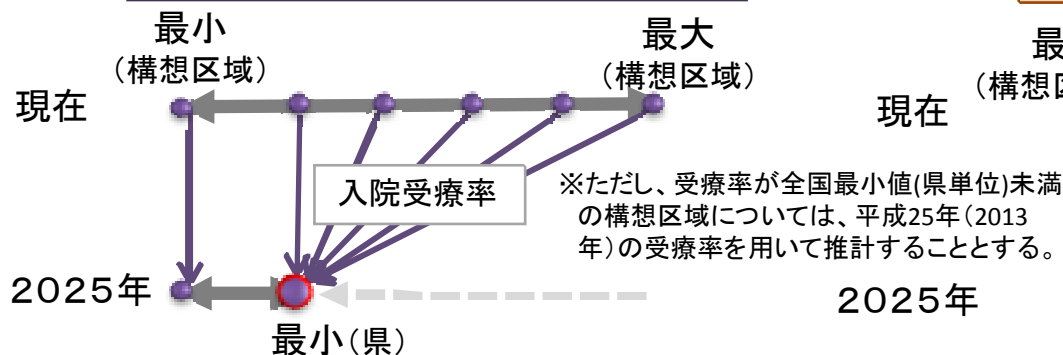 最小
（構想区域）
最大
（構想区域）
現在
入院受療率
※ただし、受療率が全国最小値(県単位)未満
の構想区域については、平成25年（2013
年）の受療率を用いて推計することとする。
２０２５年
最小（県）
最
（構想区
現在
２０２５年